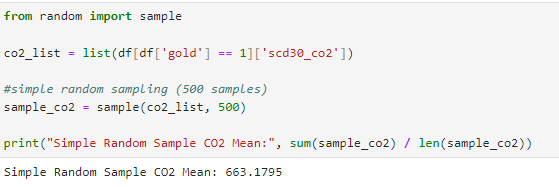 from random import sample
co2_list = list(df[df['gold'] == 1]['scd30_co2'])
#simple random sampling (500 samples)
sample_co2 = sample(co2_list, 500)
print("Simple Random Sample CO2 Mean:", sum(sample_co2) / len(sample_co2))
Simple Random Sample CO2 Mean: 663.1795